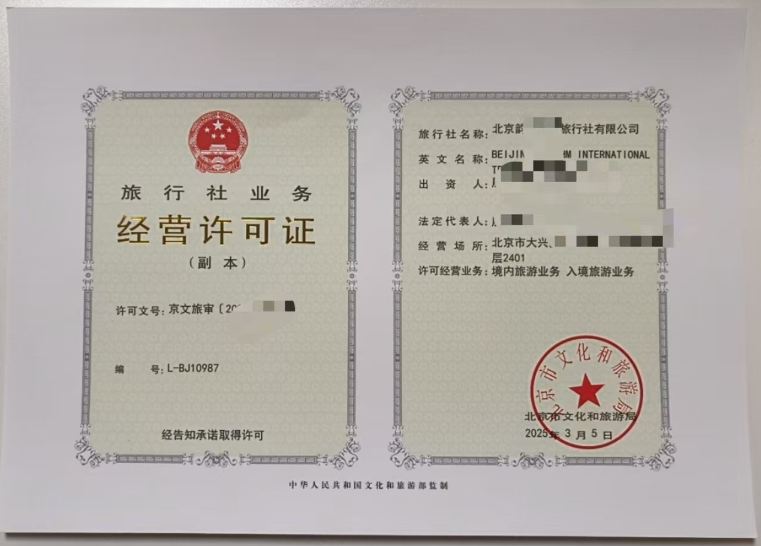 旅行社业务
经营许可证
(副本)
许可文号: 京文旅审〔20
编 号: L-BJ10987
经告知承诺取得许可
旅行社名称: 北京 旅行社有限公司
英文名称: BEIJIN HM INTERNATIONAL
出资人:
法定代表人:
经营场所: 北京市大兴
层2401
许可经营业务: 境内旅游业务 入境旅游业务
北京市文化和旅游局
北京市文化和旅游局
2025年3月5日
中华人民共和国文化和旅游部监制